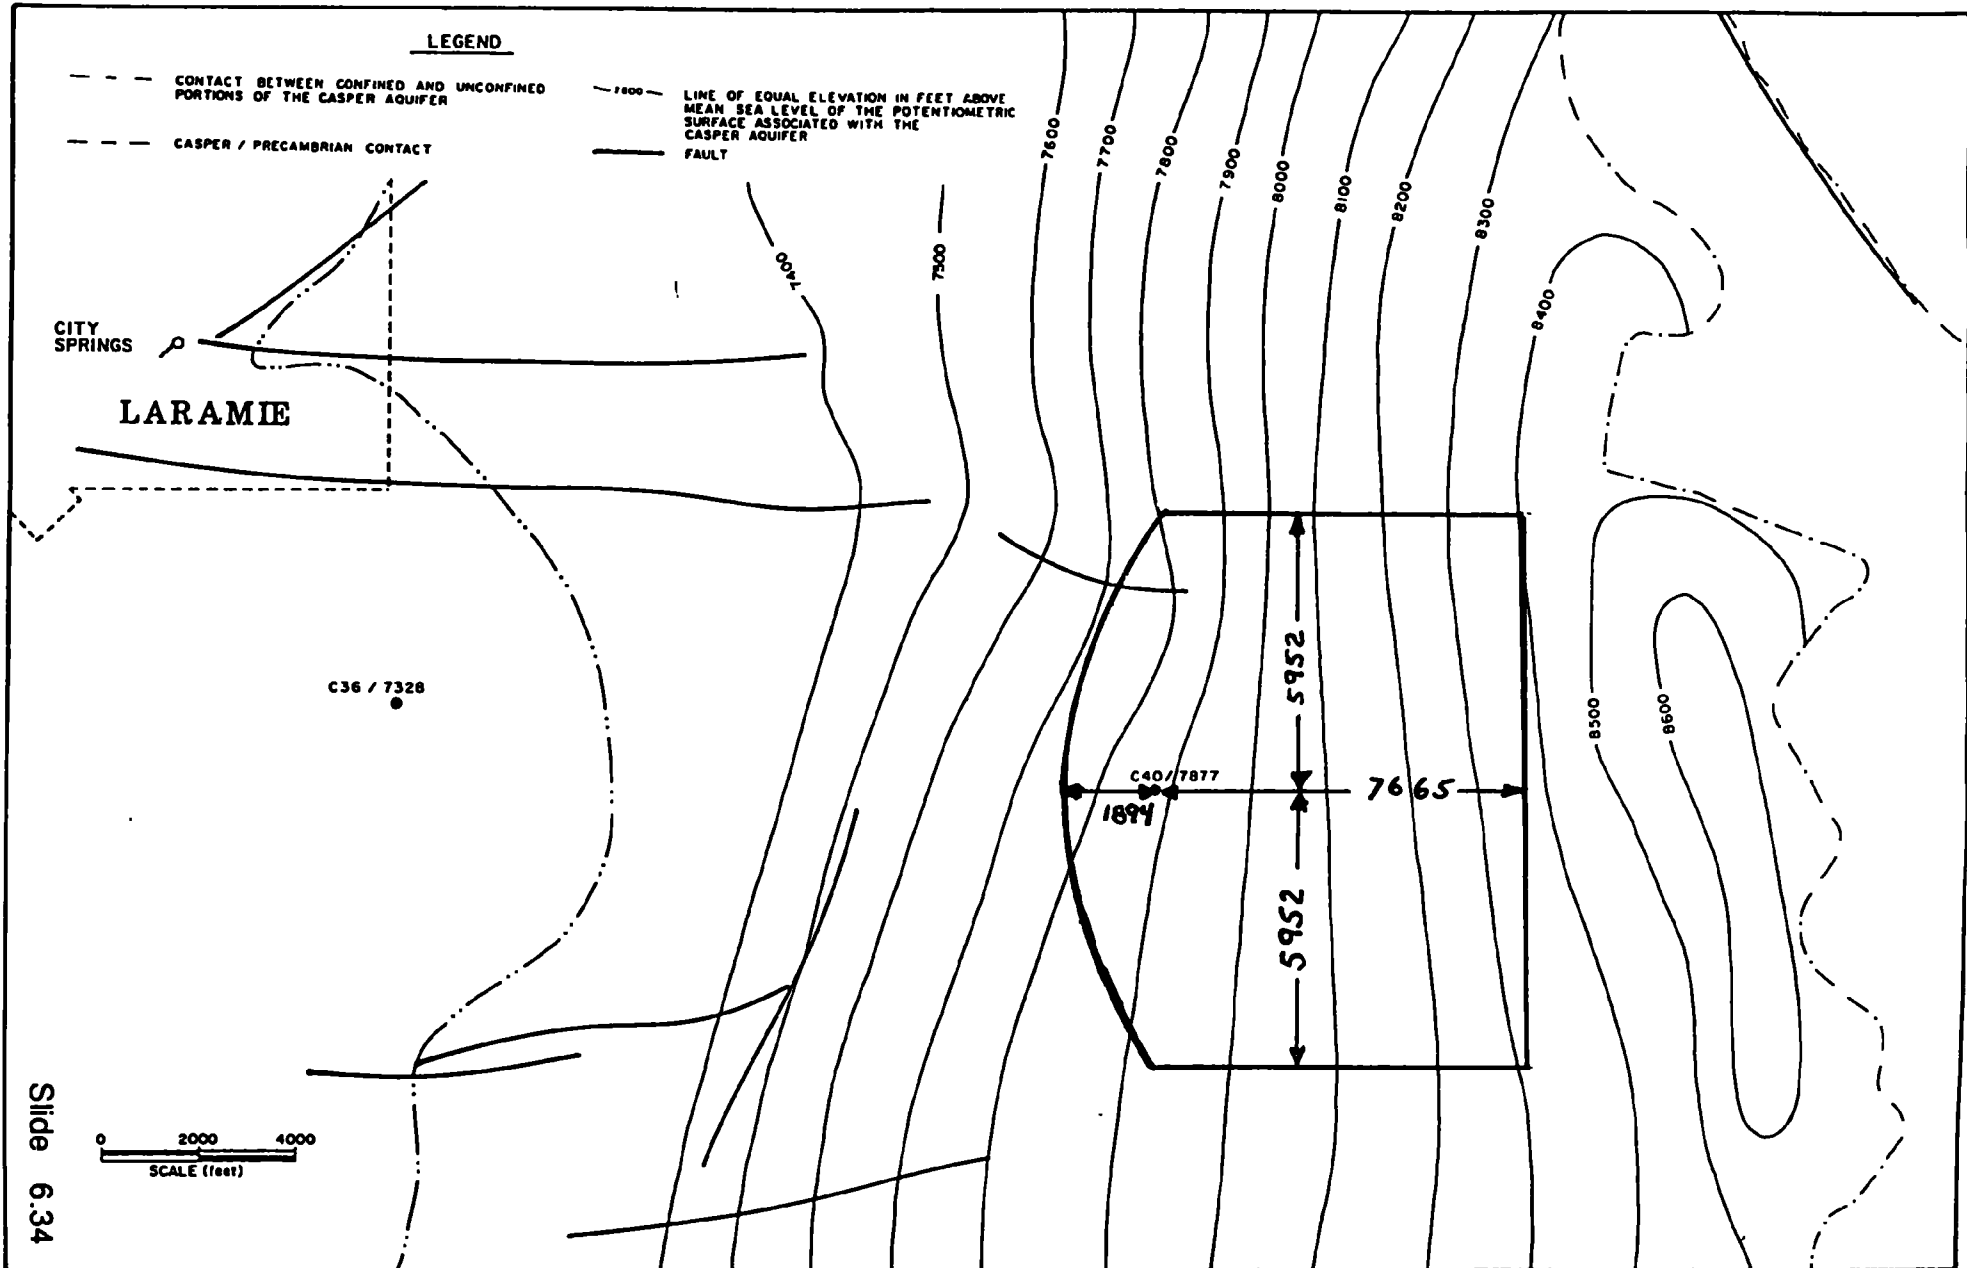 LEGEND
CONTACT BETWEEN CONFINED AND UNCONFINED
PORTIONS OF THE CASPER AQUIFER
CASPER / PRECAMBRIAN CONTACT
7600
LINE OF EQUAL ELEVATION IN FEET ABOVE
MEAN SEA LEVEL OF THE POTENTIOMETRIC
SURFACE ASSOCIATED WITH THE
CASPER AQUIFER
FAULT
7600
7700
7800
7900
8000
8100
8200
8300
7400
7500
8400
CITY
SPRINGS
LARAMIE
C36 / 7328
5952
8500
8600
C40/7877
7665
1894
5952
0 2000 4000
SCALE (feet)
Slide 6.34